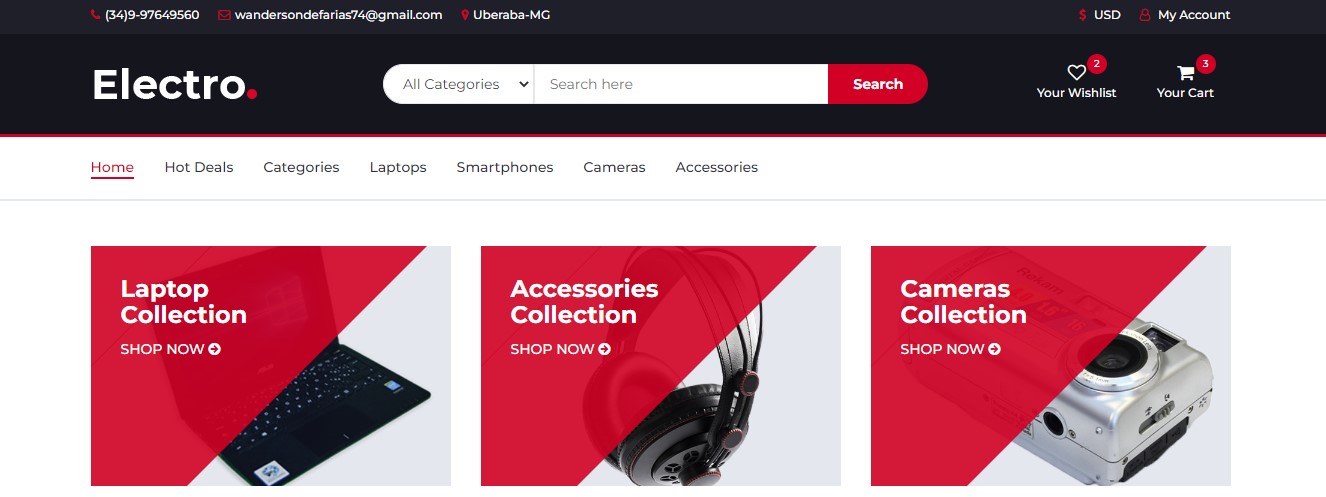 (34)9-97649560 wandersondefarias74@gmail.com Uberaba-MG $ USD My Account
Electro.
All Categories Search here Search
2
Your Wishlist
3
Your Cart
Home Hot Deals Categories Laptops Smartphones Cameras Accessories
Laptop
Collection
SHOP NOW
Accessories
Collection
SHOP NOW
Cameras
Collection
SHOP NOW